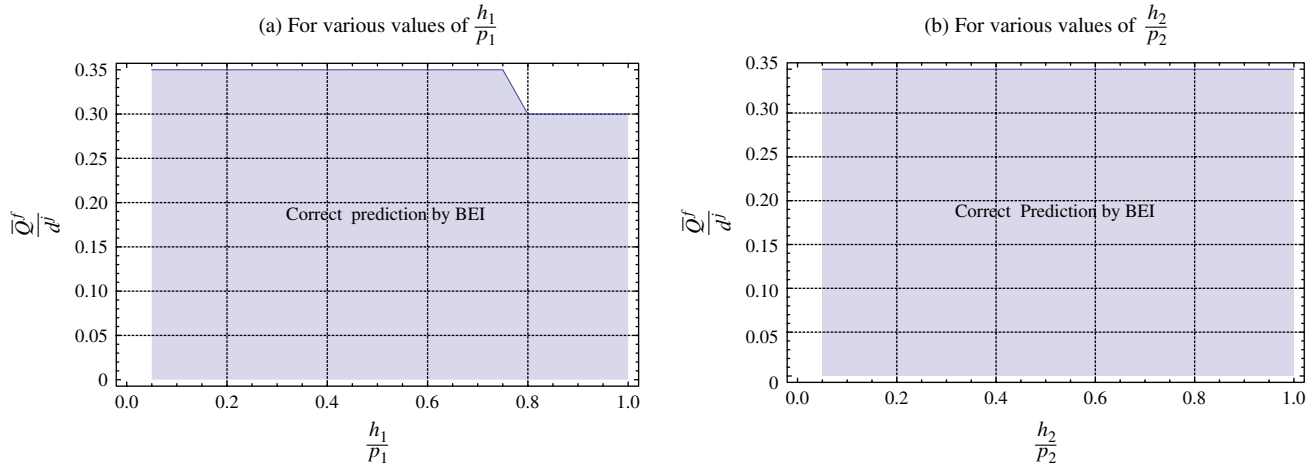 (a) For various values of h1/p1
0.35
0.30
0.25
0.20
0.15
0.10
0.05
0
Q̅^f/d^j
Correct prediction by BEI
0.0 0.2 0.4 0.6 0.8 1.0
h1/p1
(b) For various values of h2/p2
0.35
0.30
0.25
0.20
0.15
0.10
0.05
0
Q̅^f/d^j
Correct Prediction by BEI
0.0 0.2 0.4 0.6 0.8 1.0
h2/p2